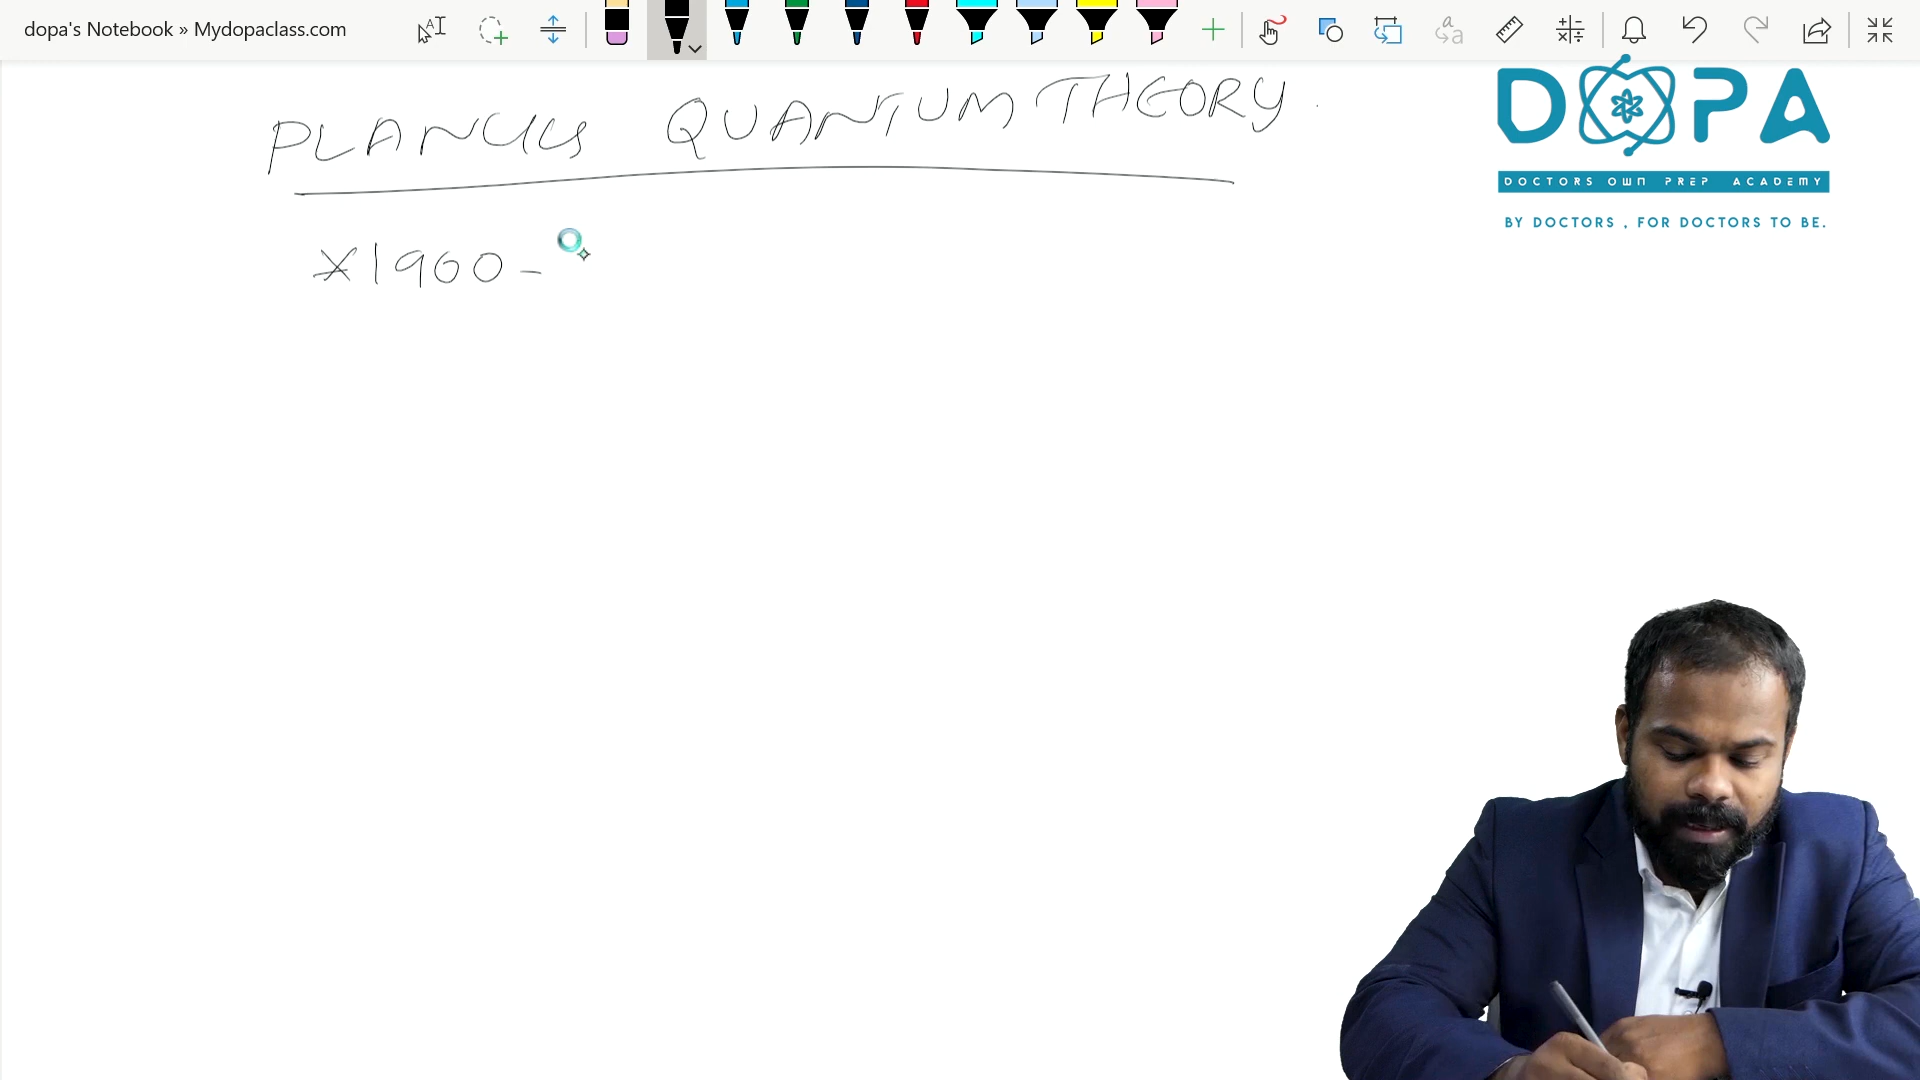 dopa's Notebook » Mydopaclass.com
PLANCKS QUANTUM THEORY.
*1900-
DOPA
DOCTORS OWN PREP ACADEMY
BY DOCTORS , FOR DOCTORS TO BE.